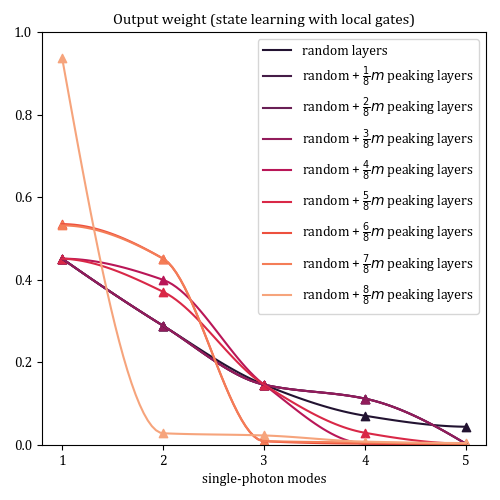 Output weight (state learning with local gates)
1.0
0.8
0.6
0.4
0.2
0.0
random layers
random + 1/8 m peaking layers
random + 2/8 m peaking layers
random + 3/8 m peaking layers
random + 4/8 m peaking layers
random + 5/8 m peaking layers
random + 6/8 m peaking layers
random + 7/8 m peaking layers
random + 8/8 m peaking layers
1 2 3 4 5
single-photon modes